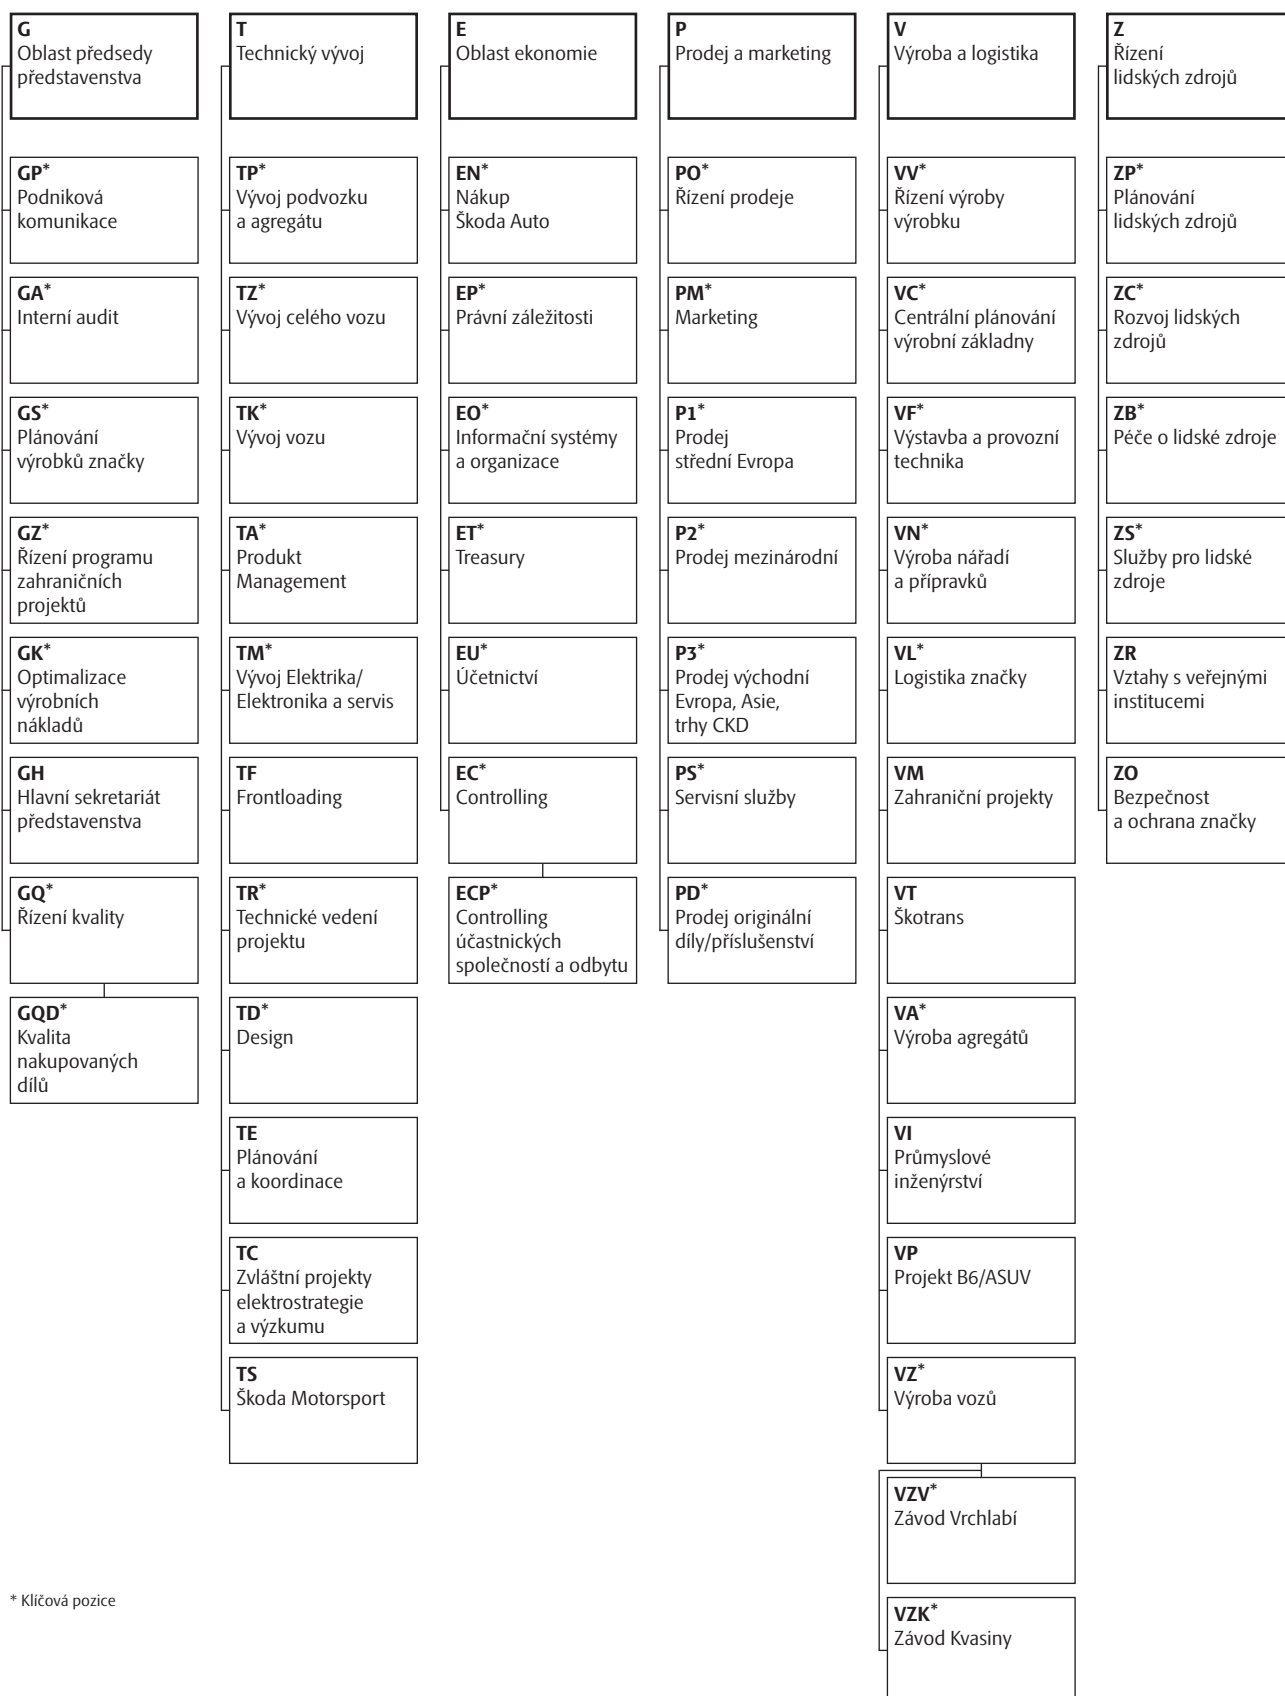 G
Oblast předsedy
představenstva
GP*
Podniková
komunikace
GA*
Interní audit
GS*
Plánování
výrobků značky
GZ*
Řízení programu
zahraničních
projektů
GK*
Optimalizace
výrobních
nákladů
GH
Hlavní sekretariát
představenstva
GQ*
Řízení kvality
GQD*
Kvalita
nakupovaných
dílů
T
Technický vývoj
TP*
Vývoj podvozku
a agregátu
TZ*
Vývoj celého vozu
TK*
Vývoj vozu
TA*
Produkt
Management
TM*
Vývoj Elektrika/
Elektronika a servis
TF
Frontloading
TR*
Technické vedení
projektu
TD*
Design
TE
Plánování
a koordinace
TC
Zvláštní projekty
elektrostrategie
a výzkumu
TS
Škoda Motorsport
E
Oblast ekonomie
EN*
Nákup
Škoda Auto
EP*
Právní záležitosti
EO*
Informační systémy
a organizace
ET*
Treasury
EU*
Účetnictví
EC*
Controlling
ECP*
Controlling
účastnických
společností a odbytu
P
Prodej a marketing
PO*
Řízení prodeje
PM*
Marketing
P1*
Prodej
střední Evropa
P2*
Prodej mezinárodní
P3*
Prodej východní
Evropa, Asie,
trhy CKD
PS*
Servisní služby
PD*
Prodej originální
díly/příslušenství
V
Výroba a logistika
VV*
Řízení výroby
výrobku
VC*
Centrální plánování
výrobní základny
VF*
Výstavba a provozní
technika
VN*
Výroba nářadí
a přípravků
VL*
Logistika značky
VM
Zahraniční projekty
VT
Škotrans
VA*
Výroba agregátů
VI
Průmyslové
inženýrství
VP
Projekt B6/ASUV
VZ*
Výroba vozů
VZV*
Závod Vrchlabí
VZK*
Závod Kvasiny
Z
Řízení
lidských zdrojů
ZP*
Plánování
lidských zdrojů
ZC*
Rozvoj lidských
zdrojů
ZB*
Péče o lidské zdroje
ZS*
Služby pro lidské
zdroje
ZR
Vztahy s veřejnými
institucemi
ZO
Bezpečnost
a ochrana značky
* Klíčová pozice